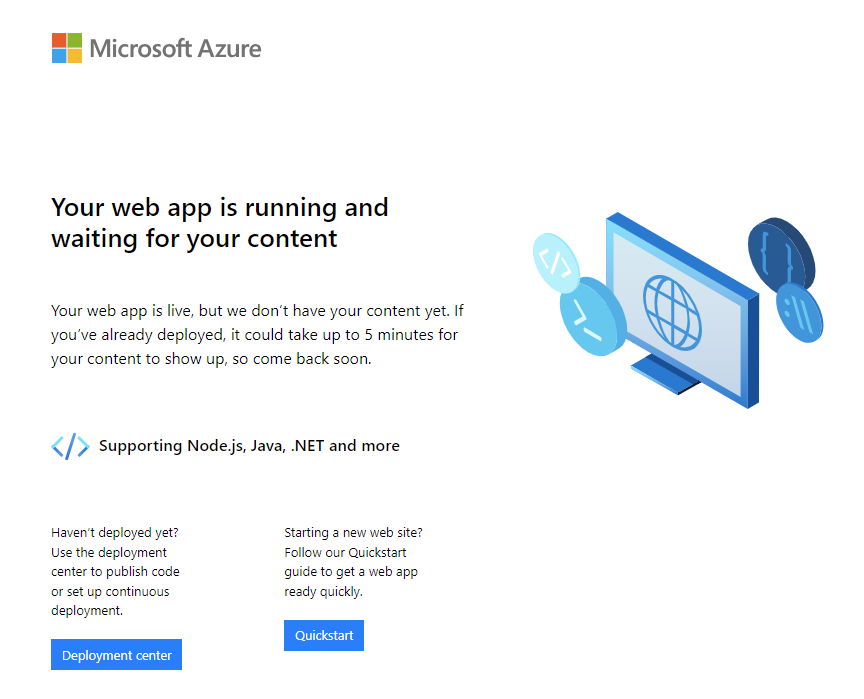 Microsoft Azure
Your web app is running and
waiting for your content
Your web app is live, but we don’t have your content yet. If
you’ve already deployed, it could take up to 5 minutes for
your content to show up, so come back soon.
</> Supporting Node.js, Java, .NET and more
Haven’t deployed yet?
Use the deployment
center to publish code
or set up continuous
deployment.
Deployment center
Starting a new web site?
Follow our Quickstart
guide to get a web app
ready quickly.
Quickstart